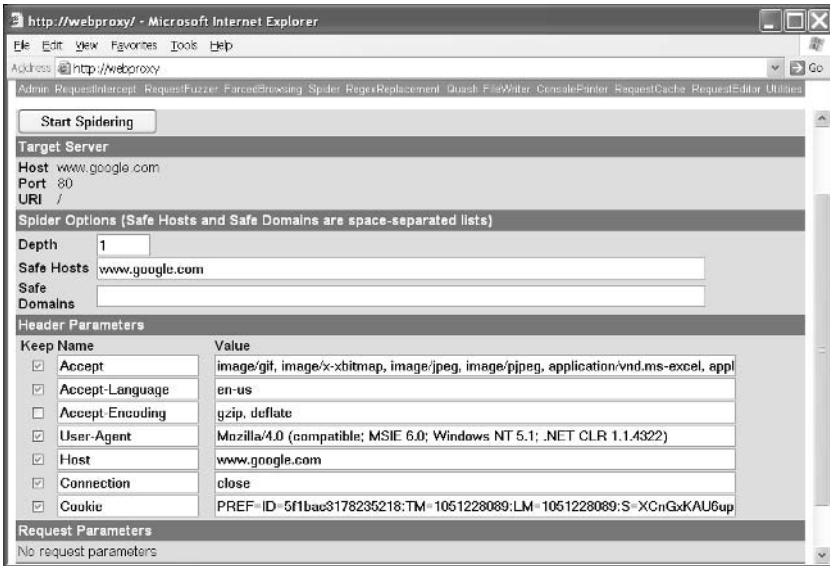 http://webproxy/ - Microsoft Internet Explorer
File Edit View Favorites Tools Help
Address http://webproxy Go
Admin RequestIntercept RequestFuzzer ForcedBrowsing Spider RegexReplacement Quash FileWriter ConsolePrinter RequestCache RequestEditor Utilities
Start Spidering
Target Server
Host www.google.com
Port 80
URI /
Spider Options (Safe Hosts and Safe Domains are space-separated lists)
Depth 1
Safe Hosts www.google.com
Safe
Domains
Header Parameters
Keep Name Value
Accept image/gif, image/x-xbitmap, image/jpeg, image/pjpeg, application/vnd.ms-excel, appl
Accept-Language en-us
Accept-Encoding gzip, deflate
User-Agent Mozilla/4.0 (compatible; MSIE 6.0; Windows NT 5.1; .NET CLR 1.1.4322)
Host www.google.com
Connection close
Cookie PREF=ID=5f1bac3178235218:TM=1051228089:LM=1051228089:S=XCnGxKAU6up
Request Parameters
No request parameters